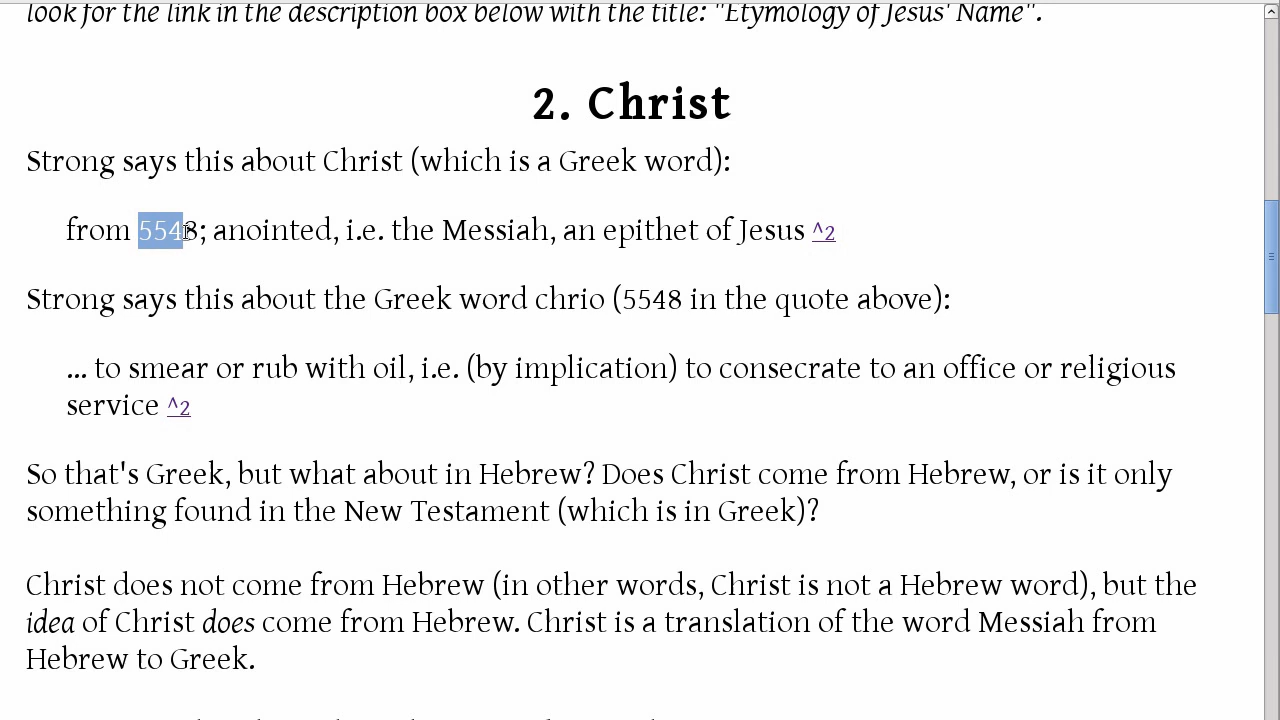 look for the link in the description box below with the title: "Etymology of Jesus' Name".
2. Christ
Strong says this about Christ (which is a Greek word):
from 5548; anointed, i.e. the Messiah, an epithet of Jesus ^2
Strong says this about the Greek word chrio (5548 in the quote above):
... to smear or rub with oil, i.e. (by implication) to consecrate to an office or religious
service ^2
So that's Greek, but what about in Hebrew? Does Christ come from Hebrew, or is it only
something found in the New Testament (which is in Greek)?
Christ does not come from Hebrew (in other words, Christ is not a Hebrew word), but the
idea of Christ does come from Hebrew. Christ is a translation of the word Messiah from
Hebrew to Greek.